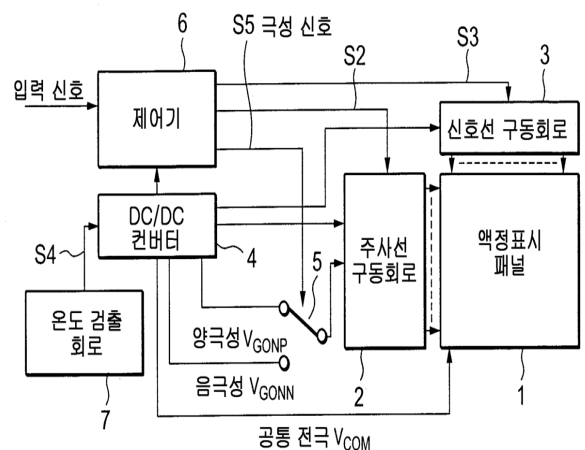 6
S5 극성 신호
S3
S2
3
입력 신호
제어기
신호선 구동회로
DC/DC
컨버터
4
S4
주사선
구동회로
액정표시
패널
5
온도 검출
회로
양극성 VGONP
음극성 VGONN
7
2
1
공통 전극 VCOM